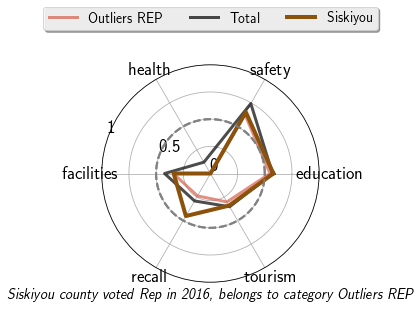 Outliers REP Total Siskiyou
health safety
1
0.5
0
facilities education
recall tourism
Siskiyou county voted Rep in 2016, belongs to category Outliers REP